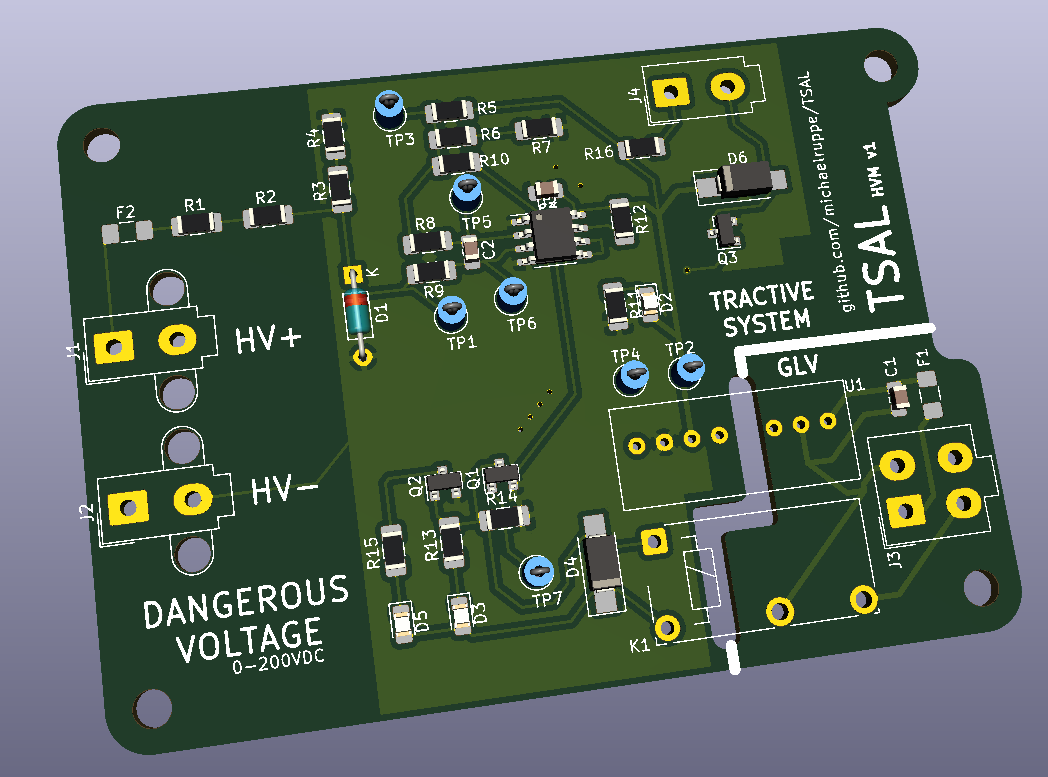 J4
R5
TP3
R4
R6
R7
R16
R10
D6
R3
github.com/michaelruppe/TSAL
TSAL HVM v1
F2
R1
R2
TP5
R12
R8
C2
Q3
K
R9
D1
TP6
R11
D2
TP1
TRACTIVE
SYSTEM
J1
HV+
TP4
TP2
GLV
C1
F1
U1
J2
HV-
Q2
Q1
R14
R15
R13
D4
J3
TP7
DANGEROUS
VOLTAGE
0-200VDC
D5
D3
K1